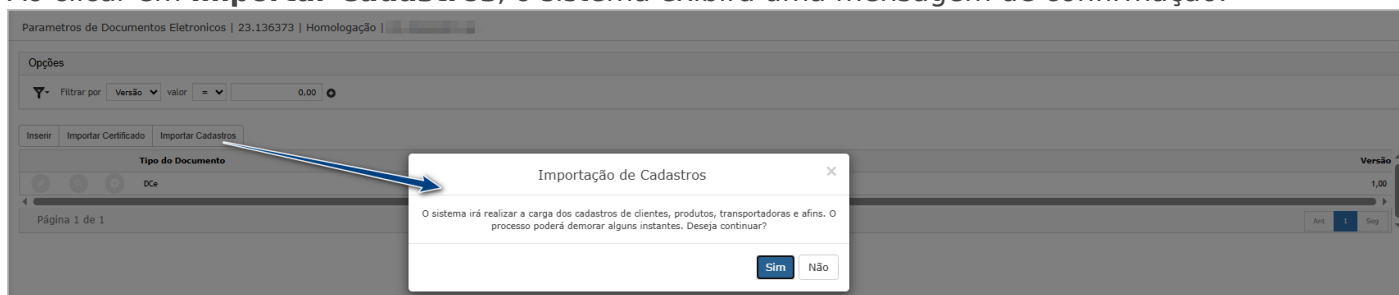 Ao clicar em Importar Cadastros, o sistema exibirá uma mensagem de confirmação:
Parametros de Documentos Eletronicos | 23.136373 | Homologação |
Opções
Filtrar por Versão valor = 0,00
Inserir Importar Certificado Importar Cadastros
Tipo do Documento Versão
DCe 1,00
Página 1 de 1 Ant 1 Seg
Importação de Cadastros ×
O sistema irá realizar a carga dos cadastros de clientes, produtos, transportadoras e afins. O
processo poderá demorar alguns instantes. Deseja continuar?
Sim Não